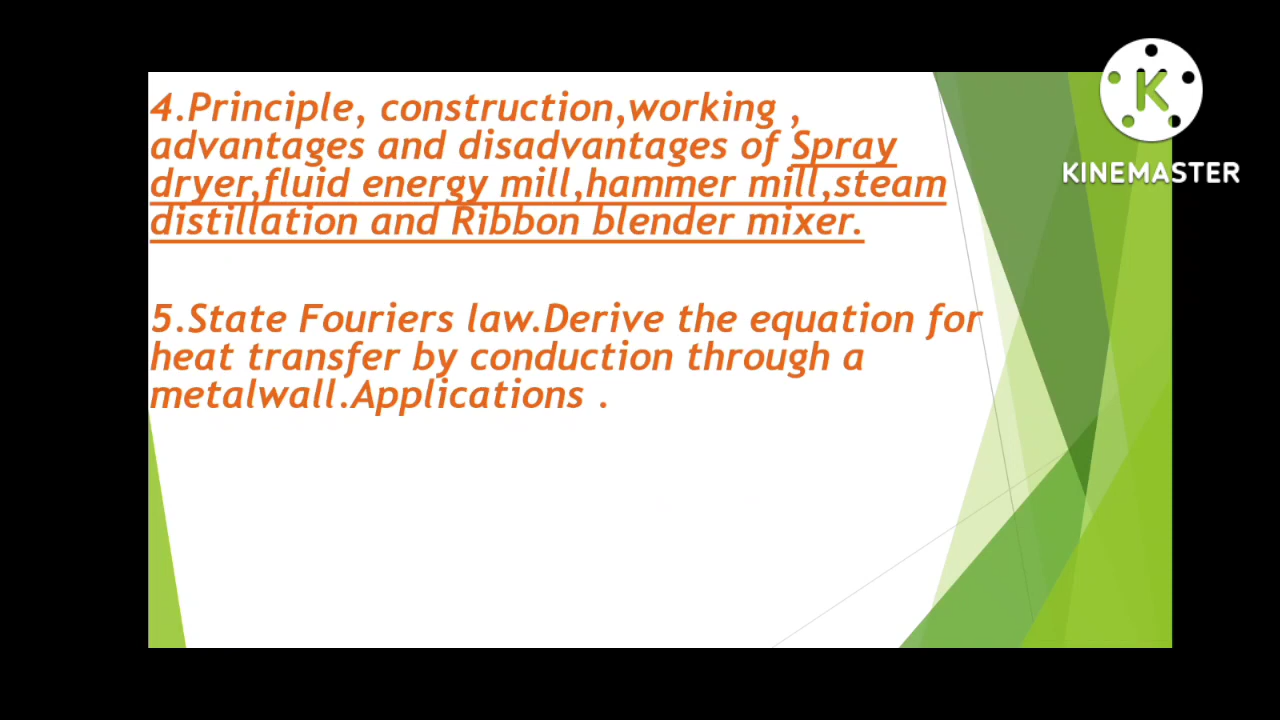 4.Principle, construction,working ,
advantages and disadvantages of Spray
dryer,fluid energy mill,hammer mill,steam
distillation and Ribbon blender mixer.
5.State Fouriers law.Derive the equation for
heat transfer by conduction through a
metalwall.Applications .
K
KINEMASTER